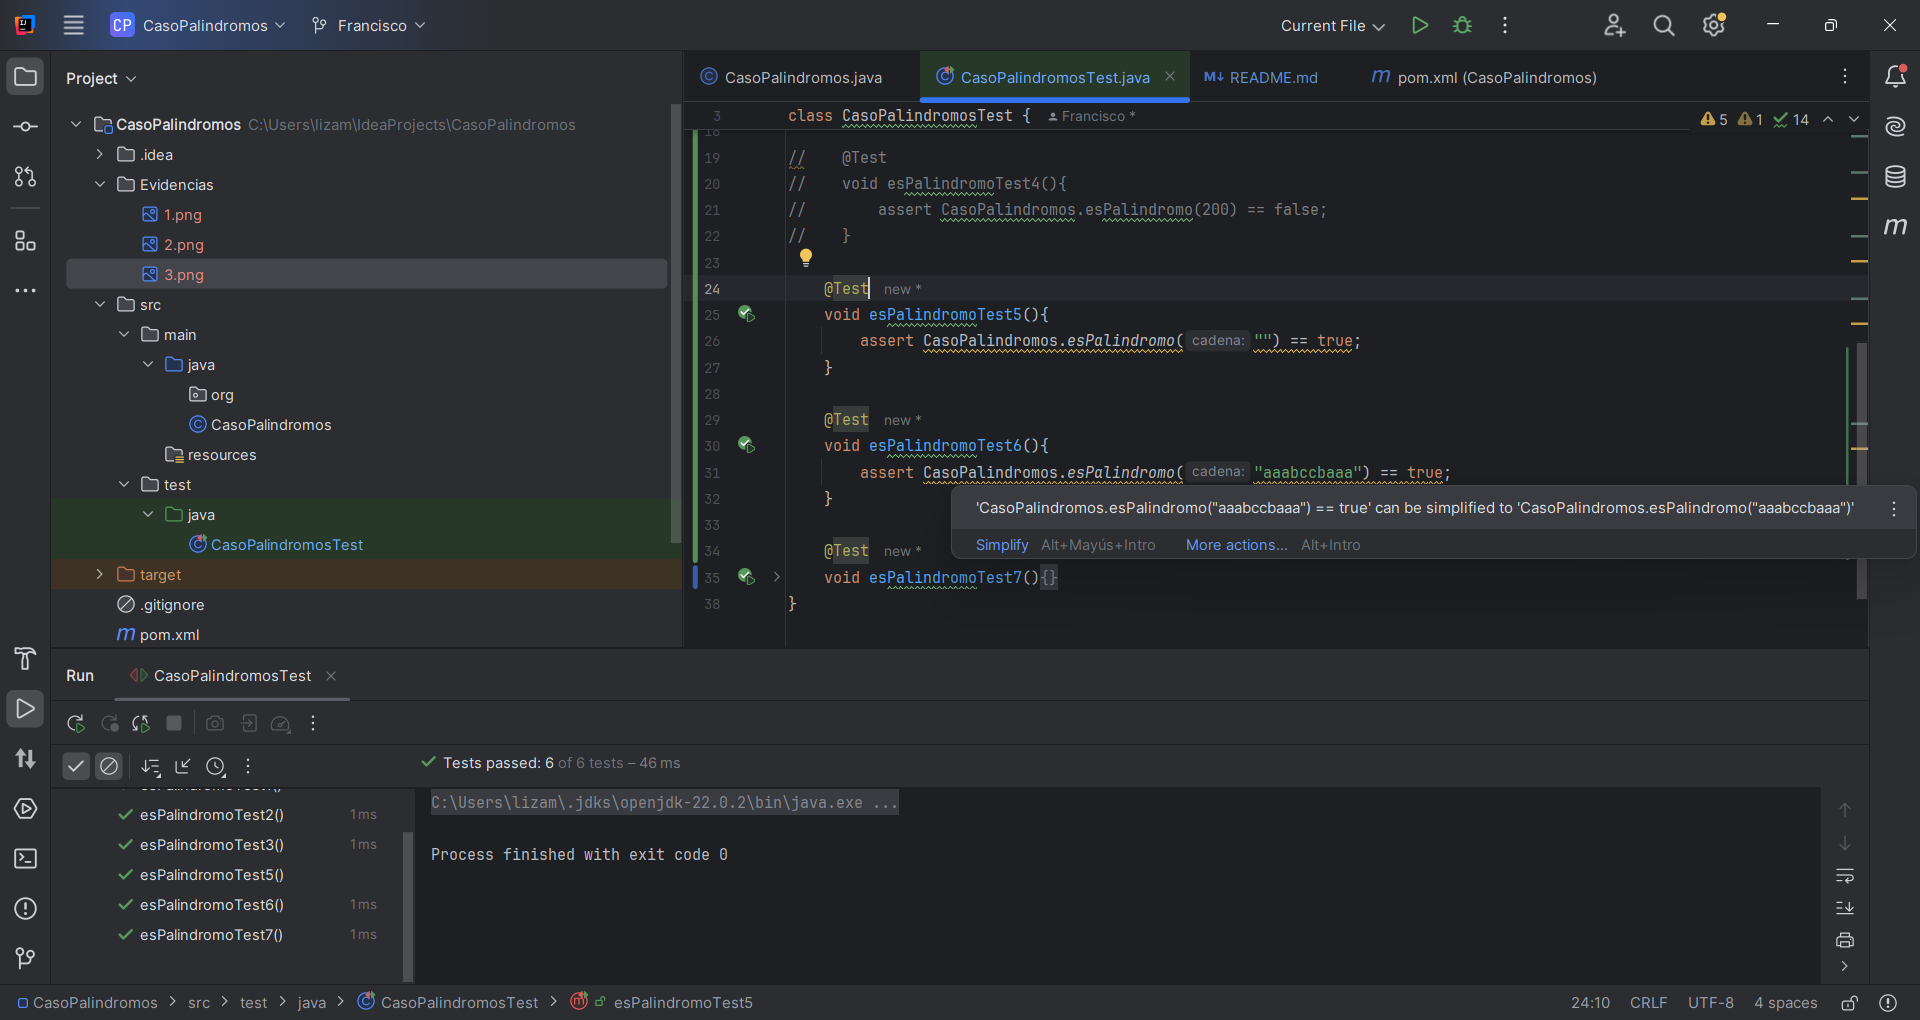 CP CasoPalindromos Francisco Current File
Project
CasoPalindromos C:\Users\lizam\IdeaProjects\CasoPalindromos
.idea
Evidencias
1.png
2.png
3.png
src
main
java
org
CasoPalindromos
resources
test
java
CasoPalindromosTest
target
.gitignore
pom.xml
CasoPalindromos.java CasoPalindromosTest.java README.md pom.xml (CasoPalindromos)
3 class CasoPalindromosTest { Francisco * 5 1 14
18
19 // @Test
20 // void esPalindromoTest4(){
21 // assert CasoPalindromos.esPalindromo(200) == false;
22 // }
23
24 @Test new *
25 void esPalindromoTest5(){
26 assert CasoPalindromos.esPalindromo( cadena: "") == true;
27 }
28
29 @Test new *
30 void esPalindromoTest6(){
31 assert CasoPalindromos.esPalindromo( cadena: "aaabccbaaa") == true;
32 }
33
34 @Test new *
35 void esPalindromoTest7(){}
38 }
'CasoPalindromos.esPalindromo("aaabccbaaa") == true' can be simplified to 'CasoPalindromos.esPalindromo("aaabccbaaa")'
Simplify Alt+Mayús+Intro More actions... Alt+Intro
Run CasoPalindromosTest
Tests passed: 6 of 6 tests – 46 ms
esPalindromoTest2() 1 ms
esPalindromoTest3() 1 ms
esPalindromoTest5()
esPalindromoTest6() 1 ms
esPalindromoTest7() 1 ms
C:\Users\lizam\.jdks\openjdk-22.0.2\bin\java.exe ...
Process finished with exit code 0
CasoPalindromos > src > test > java > CasoPalindromosTest > esPalindromoTest5 24:10 CRLF UTF-8 4 spaces